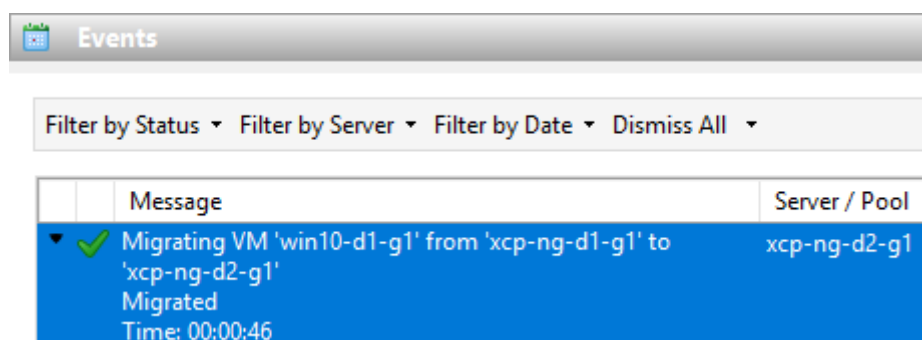 Events
Filter by Status Filter by Server Filter by Date Dismiss All
Message Server / Pool
Migrating VM 'win10-d1-g1' from 'xcp-ng-d1-g1' to xcp-ng-d2-g1
'xcp-ng-d2-g1'
Migrated
Time: 00:00:46